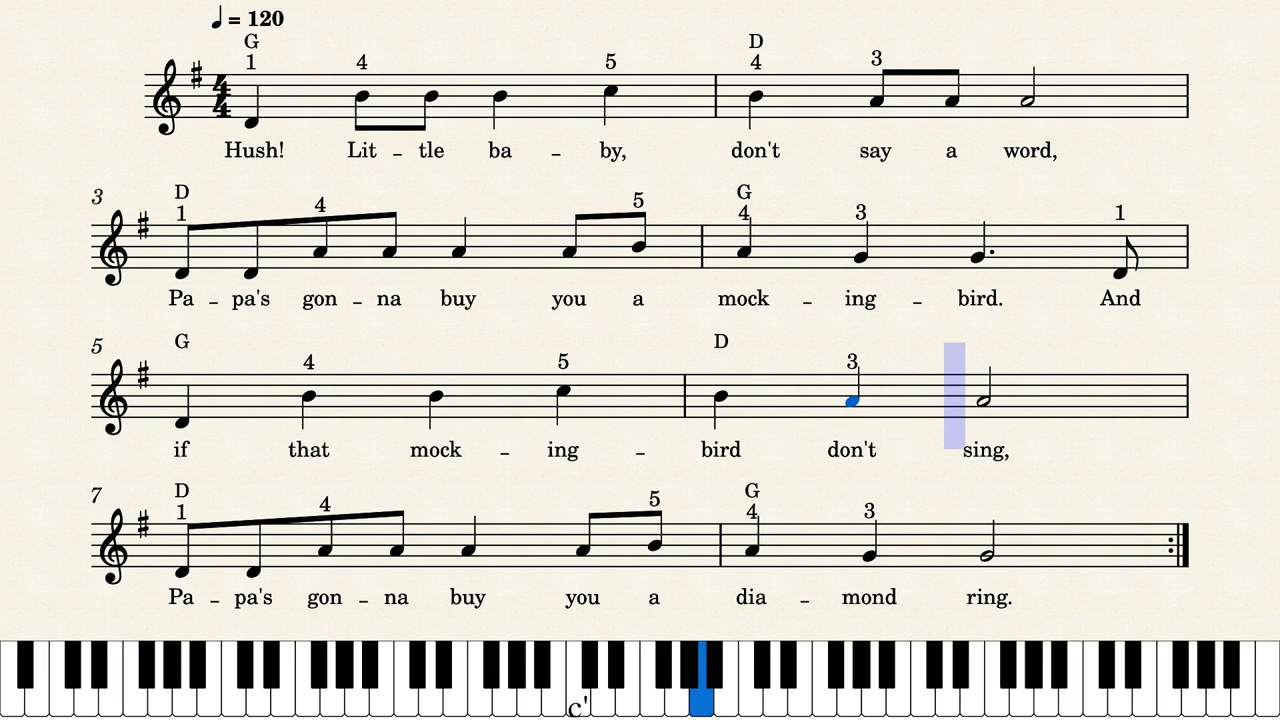 ♩ = 120
G D
1 4 5 4 3
4
4
Hush! Lit – tle ba – by, don't say a word,
3
D G
1 4 5 4 3 1
Pa – pa's gon – na buy you a mock – ing – bird. And
5
G D
4 5 3
if that mock – ing – bird don't sing,
7
D G
1 4 5 4 3
Pa – pa's gon – na buy you a dia – mond ring.
c'